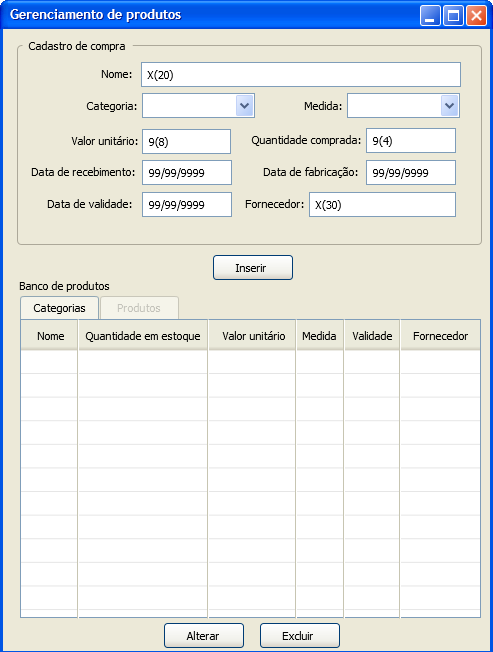 Gerenciamento de produtos
Cadastro de compra
Nome: X(20)
Categoria: Medida:
Valor unitário: 9(8) Quantidade comprada: 9(4)
Data de recebimento: 99/99/9999 Data de fabricação: 99/99/9999
Data de validade: 99/99/9999 Fornecedor: X(30)
Inserir
Banco de produtos
Categorias Produtos
Nome Quantidade em estoque Valor unitário Medida Validade Fornecedor
Alterar Excluir